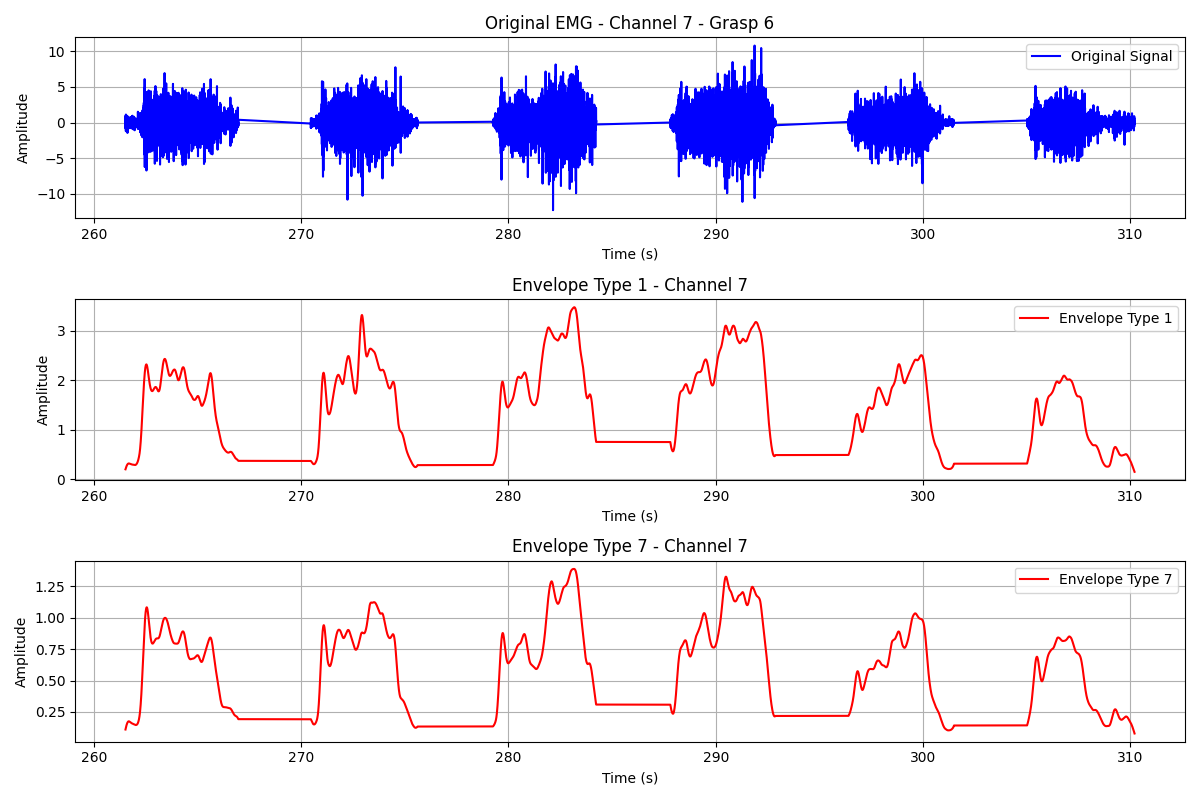 Original EMG - Channel 7 - Grasp 6
10
5
0
−5
−10
Amplitude
Original Signal
260 270 280 290 300 310
Time (s)
Envelope Type 1 - Channel 7
3
2
1
0
Amplitude
Envelope Type 1
260 270 280 290 300 310
Time (s)
Envelope Type 7 - Channel 7
1.25
1.00
0.75
0.50
0.25
Amplitude
Envelope Type 7
260 270 280 290 300 310
Time (s)